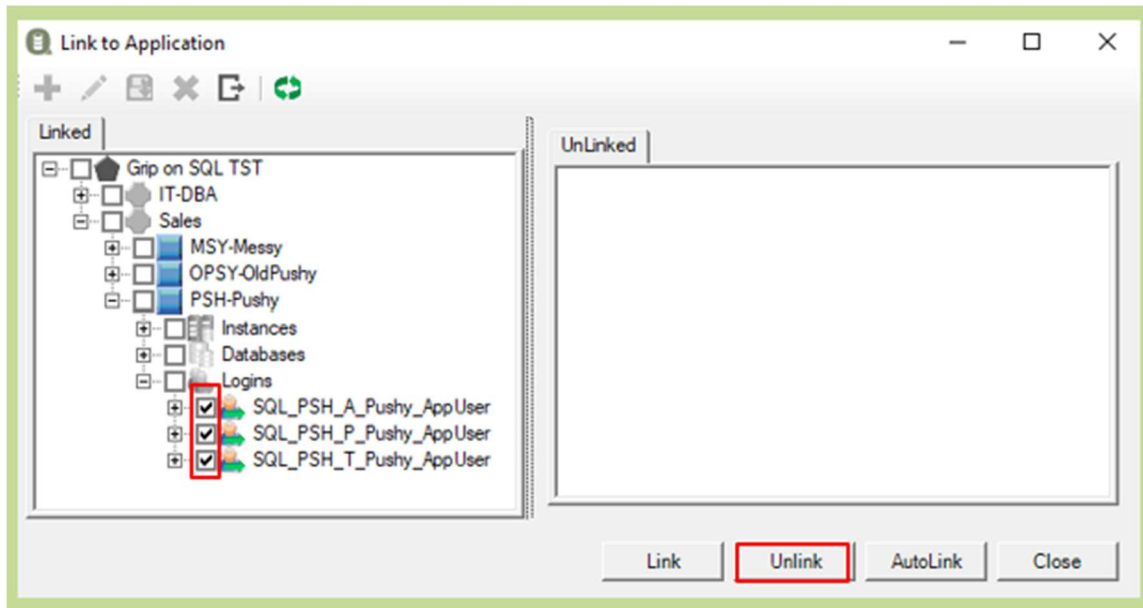 Link to Application
Linked
Grip on SQL TST
IT-DBA
Sales
MSY-Messy
OPSY-OldPushy
PSH-Pushy
Instances
Databases
Logins
SQL_PSH_A_Pushy_AppUser
SQL_PSH_P_Pushy_AppUser
SQL_PSH_T_Pushy_AppUser
UnLinked
Link Unlink AutoLink Close